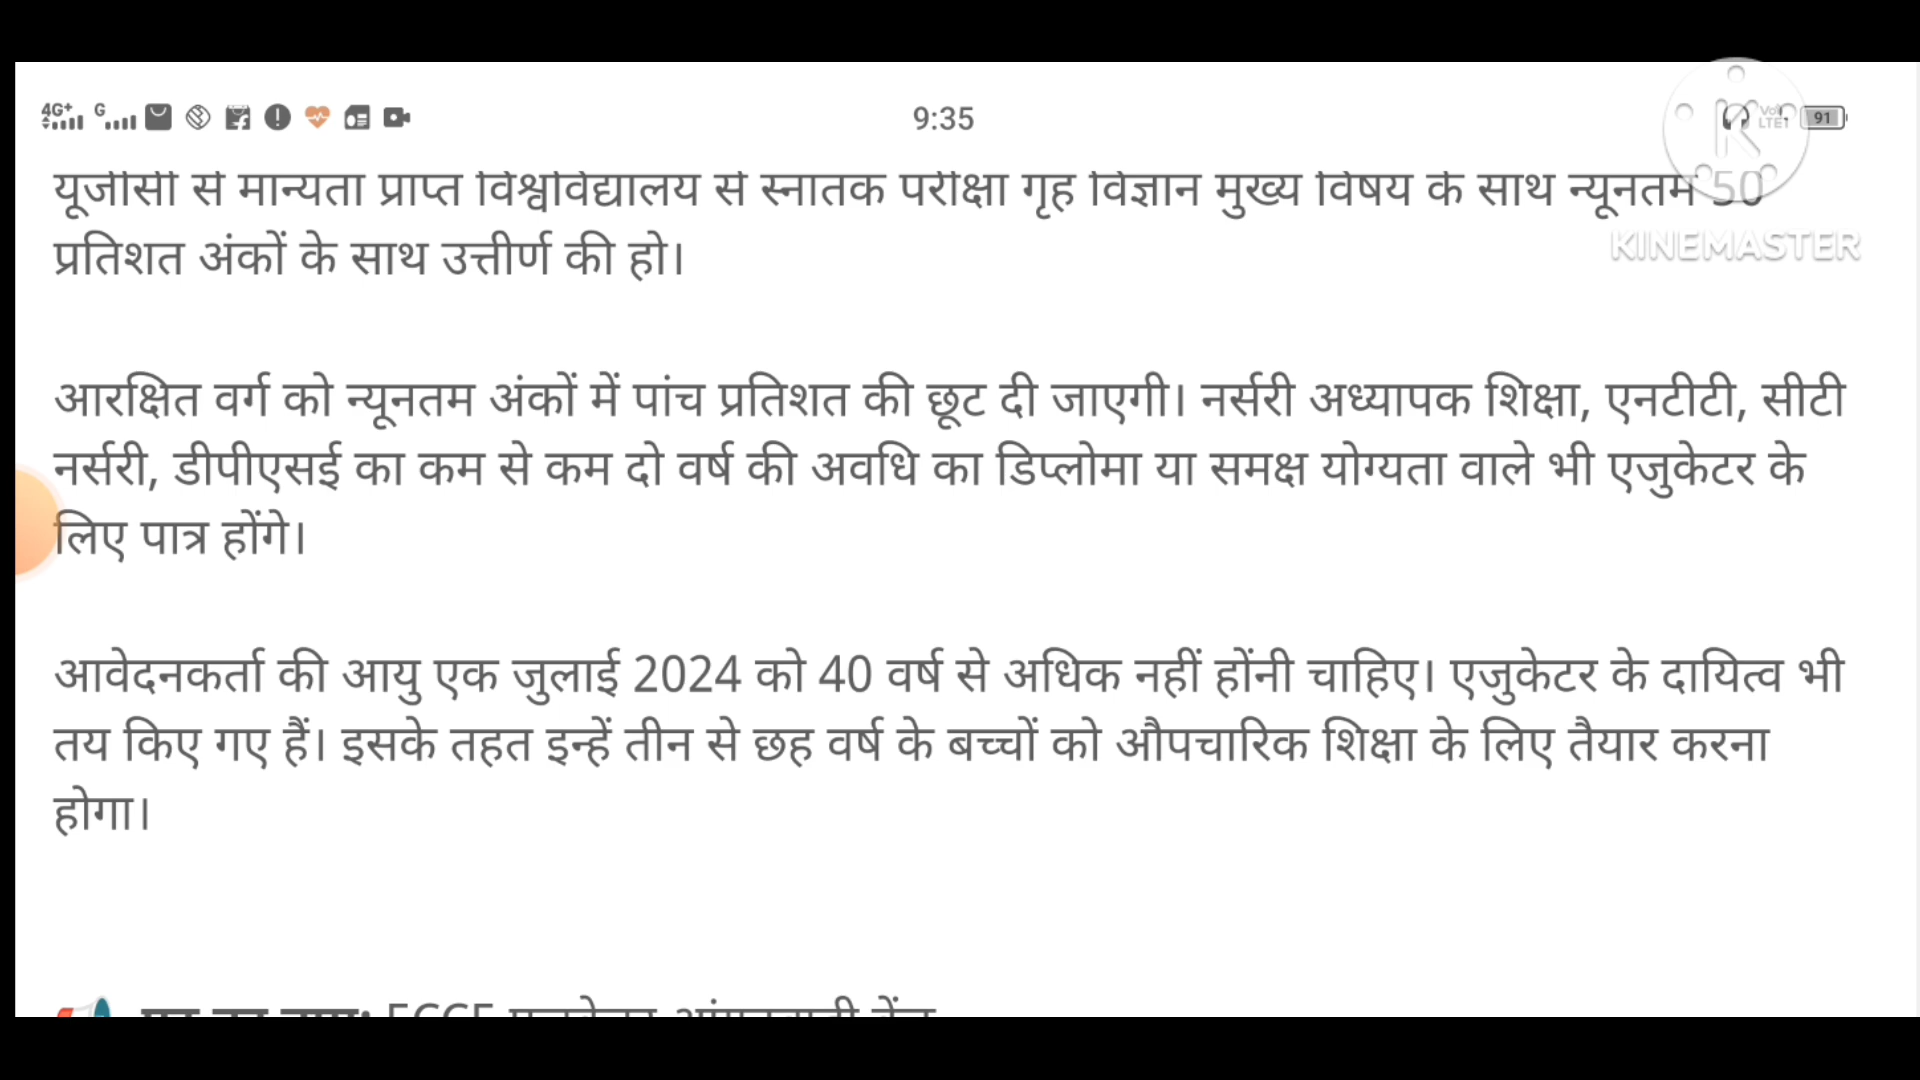 4G+ G 9:35 91
यूजीसी से मान्यता प्राप्त विश्वविद्यालय से स्नातक परीक्षा गृह विज्ञान मुख्य विषय के साथ न्यूनतम 50
KINEMASTER
प्रतिशत अंकों के साथ उत्तीर्ण की हो।
आरक्षित वर्ग को न्यूनतम अंकों में पांच प्रतिशत की छूट दी जाएगी। नर्सरी अध्यापक शिक्षा, एनटीटी, सीटी
नर्सरी, डीपीएसई का कम से कम दो वर्ष की अवधि का डिप्लोमा या समक्ष योग्यता वाले भी एजुकेटर के
लिए पात्र होंगे।
आवेदनकर्ता की आयु एक जुलाई 2024 को 40 वर्ष से अधिक नहीं होंनी चाहिए। एजुकेटर के दायित्व भी
तय किए गए हैं। इसके तहत इन्हें तीन से छह वर्ष के बच्चों को औपचारिक शिक्षा के लिए तैयार करना
होगा।